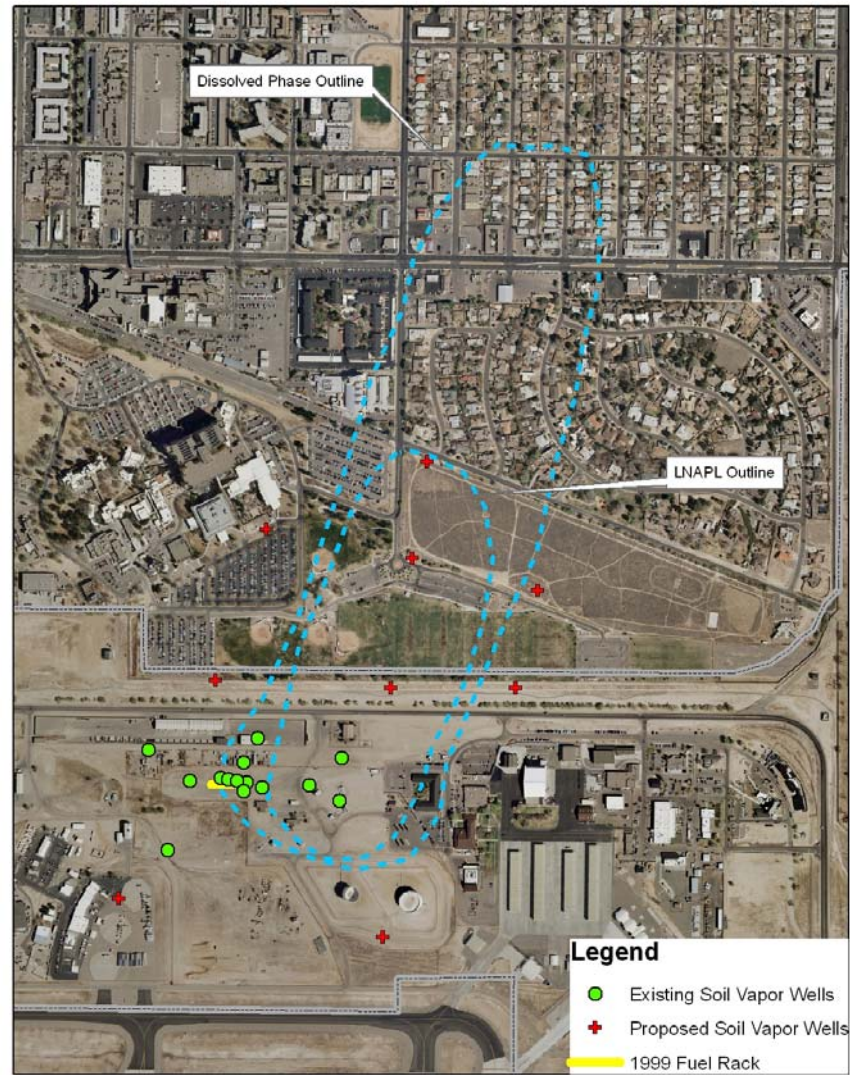 Dissolved Phase Outline
LNAPL Outline
Legend
Existing Soil Vapor Wells
Proposed Soil Vapor Wells
1999 Fuel Rack